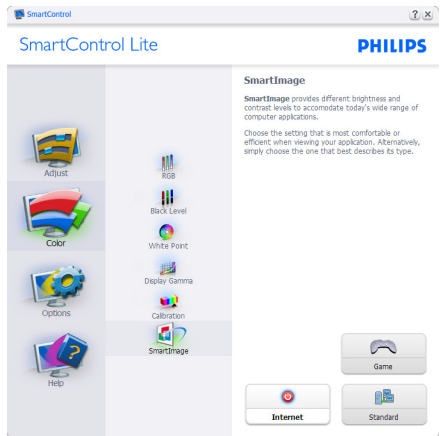 SmartControl
SmartControl Lite
PHILIPS
Adjust
Color
Options
Help
RGB
Black Level
White Point
Display Gamma
Calibration
SmartImage
SmartImage
SmartImage provides different brightness and
contrast levels to accomodate today's wide range of
computer applications.
Choose the setting that is most comfortable or
efficient when viewing your application. Alternatively,
simply choose the one that best describes its type.
Game
Internet
Standard